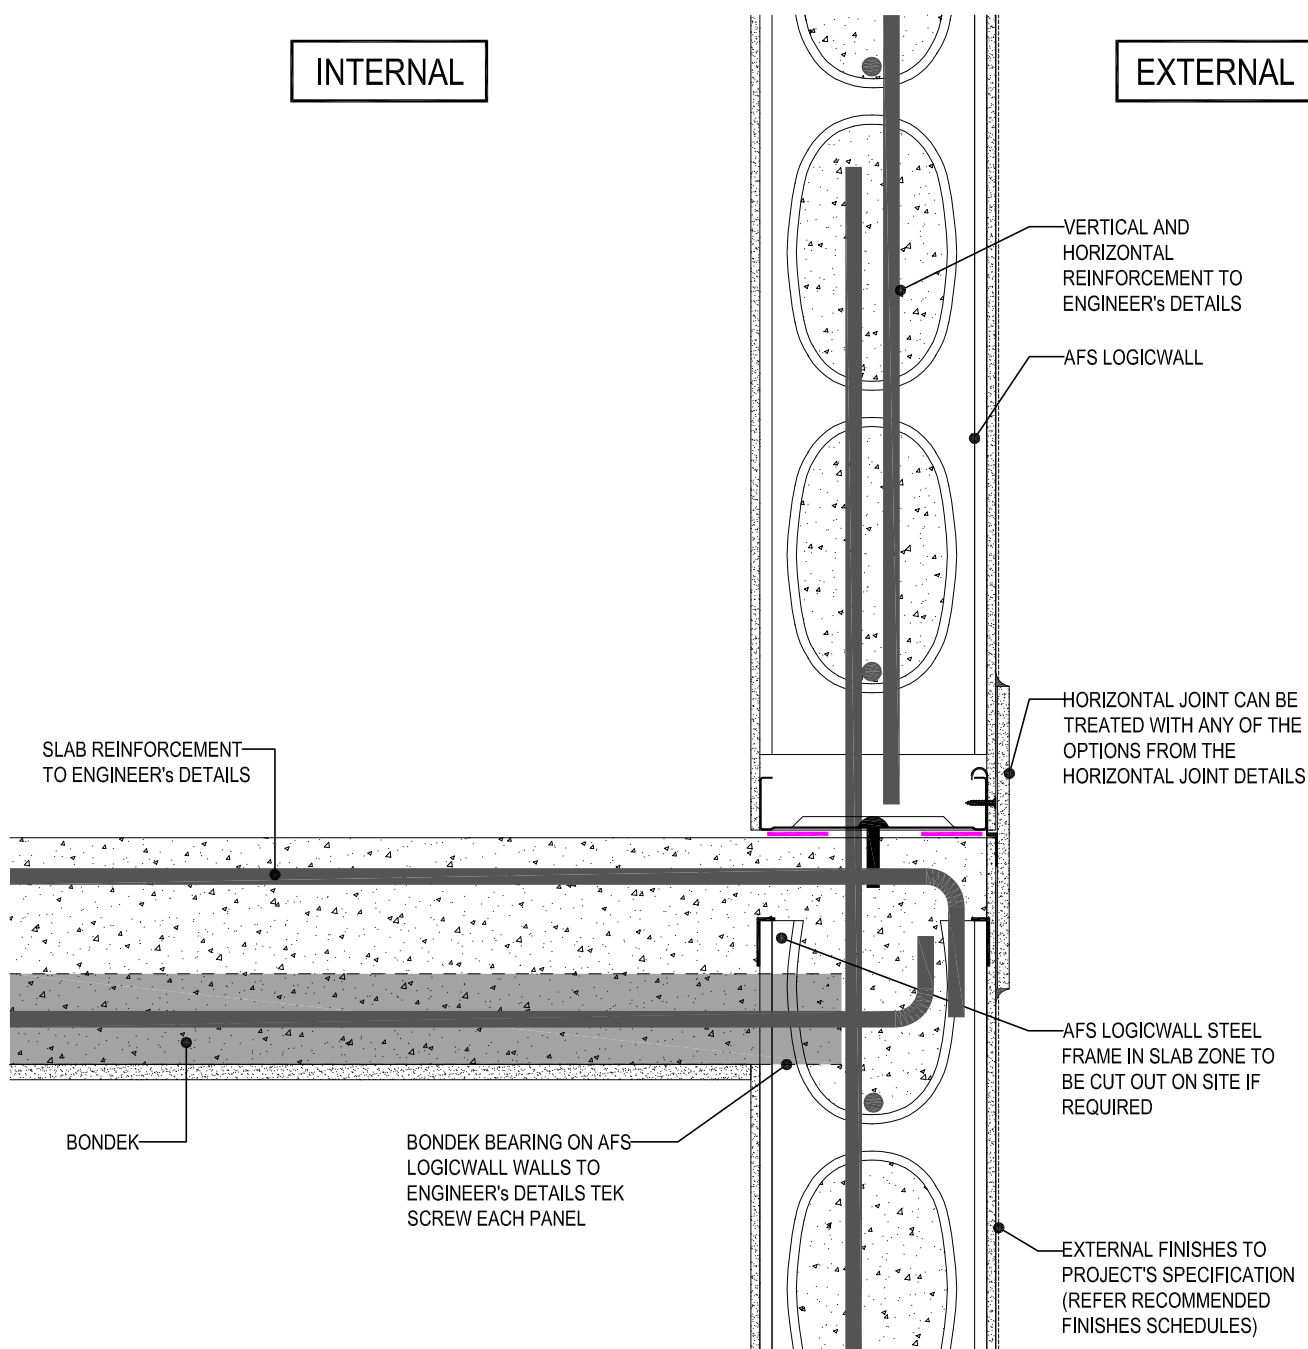 INTERNAL
EXTERNAL
VERTICAL AND
HORIZONTAL
REINFORCEMENT TO
ENGINEER's DETAILS
AFS LOGICWALL
HORIZONTAL JOINT CAN BE
TREATED WITH ANY OF THE
OPTIONS FROM THE
HORIZONTAL JOINT DETAILS
SLAB REINFORCEMENT
TO ENGINEER's DETAILS
AFS LOGICWALL STEEL
FRAME IN SLAB ZONE TO
BE CUT OUT ON SITE IF
REQUIRED
BONDEK
BONDEK BEARING ON AFS
LOGICWALL WALLS TO
ENGINEER's DETAILS TEK
SCREW EACH PANEL
EXTERNAL FINISHES TO
PROJECT'S SPECIFICATION
(REFER RECOMMENDED
FINISHES SCHEDULES)